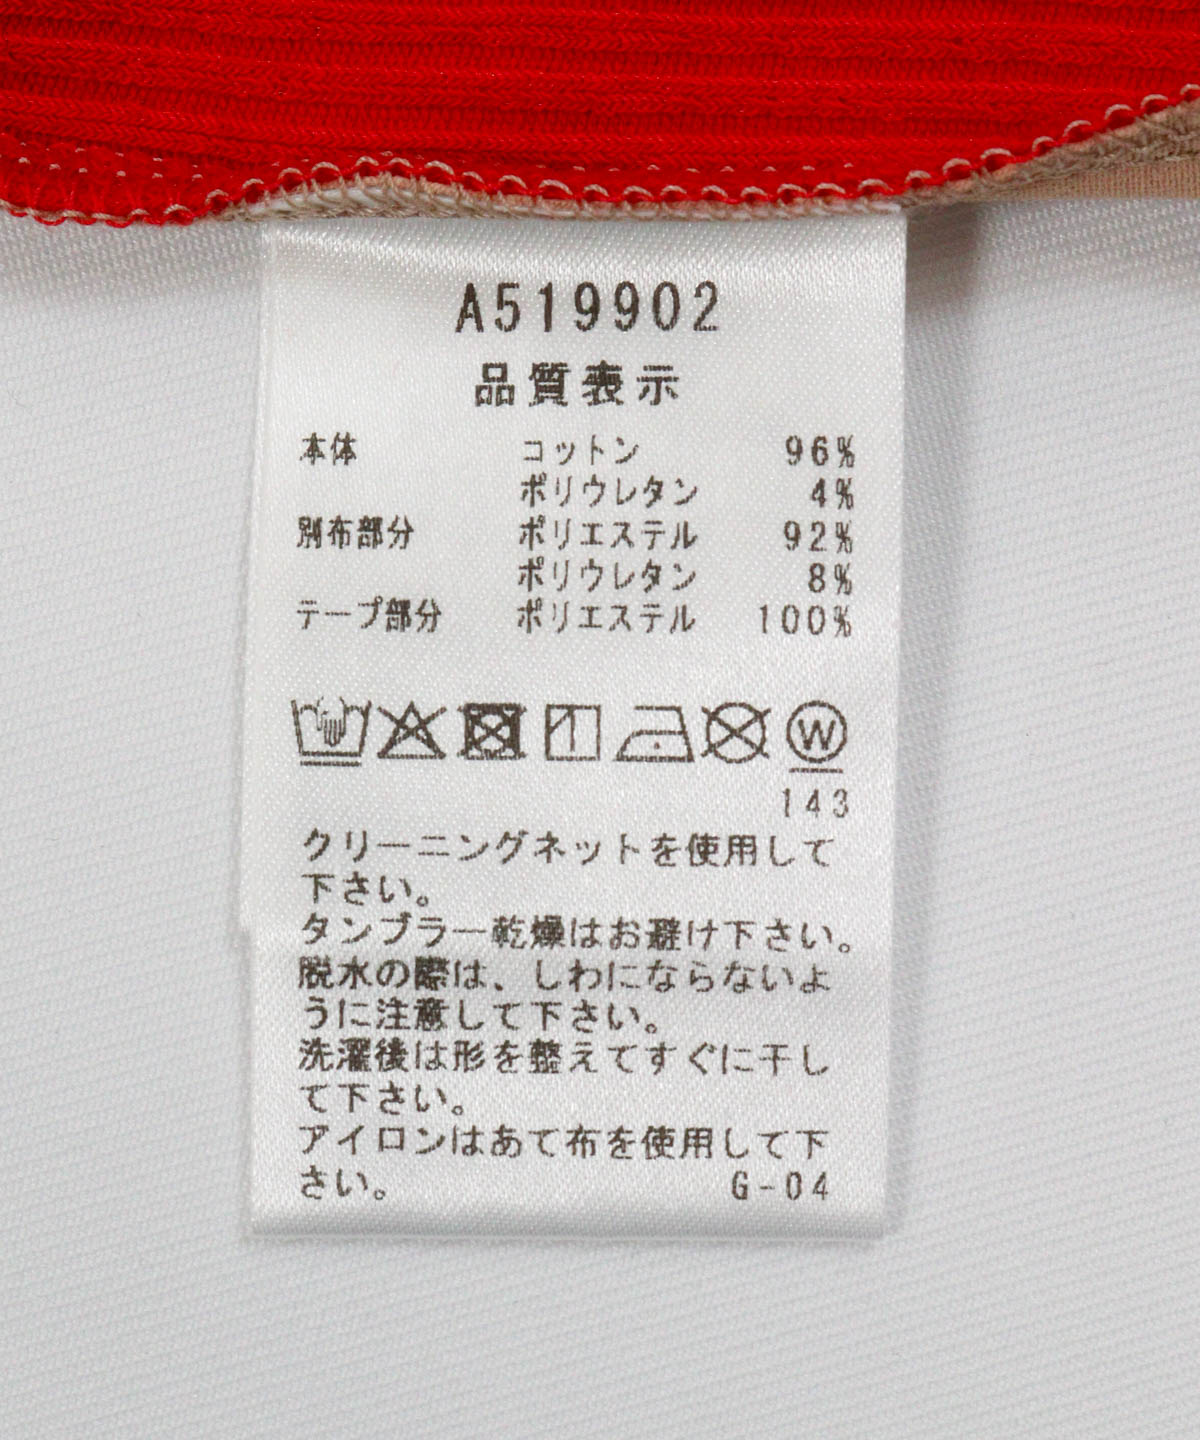 A519902
品質表示
本体 コットン 96%
ポリウレタン 4%
別布部分 ポリエステル 92%
ポリウレタン 8%
テープ部分 ポリエステル 100%
W
143
クリーニングネットを使用して
下さい。
タンブラー乾燥はお避け下さい。
脱水の際は、しわにならないよ
うに注意して下さい。
洗濯後は形を整えてすぐに干し
て下さい。
アイロンはあて布を使用して下
さい。 G-04